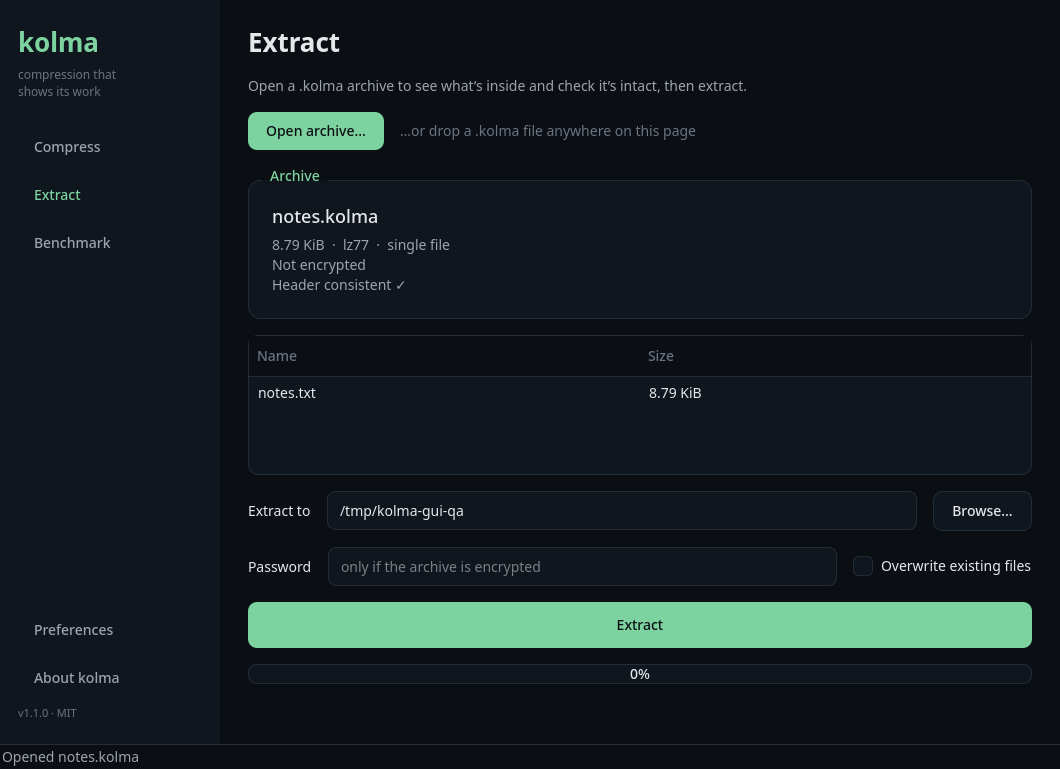 kolma
compression that
shows its work
Compress
Extract
Benchmark
Preferences
About kolma
v1.1.0 · MIT
Extract
Open a .kolma archive to see what’s inside and check it’s intact, then extract.
Open archive…
…or drop a .kolma file anywhere on this page
Archive
notes.kolma
8.79 KiB · lz77 · single file
Not encrypted
Header consistent ✓
Name Size
notes.txt 8.79 KiB
Extract to /tmp/kolma-gui-qa Browse…
Password only if the archive is encrypted Overwrite existing files
Extract
0%
Opened notes.kolma